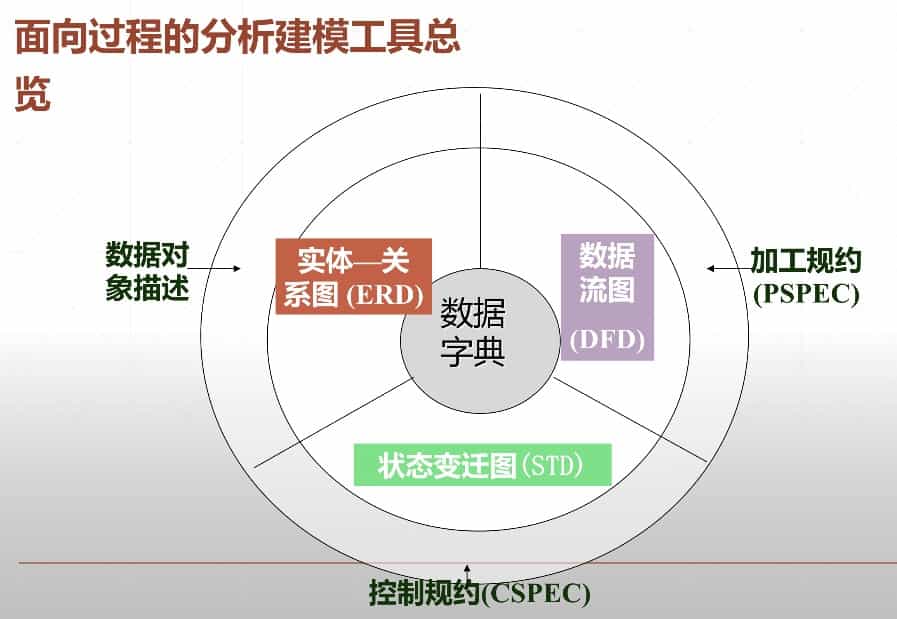 面向过程的分析建模工具总
览
数据对
象描述
实体—关
系图 (ERD)
数据
字典
数据
流图
(DFD)
加工规约
(PSPEC)
状态变迁图(STD)
控制规约(CSPEC)